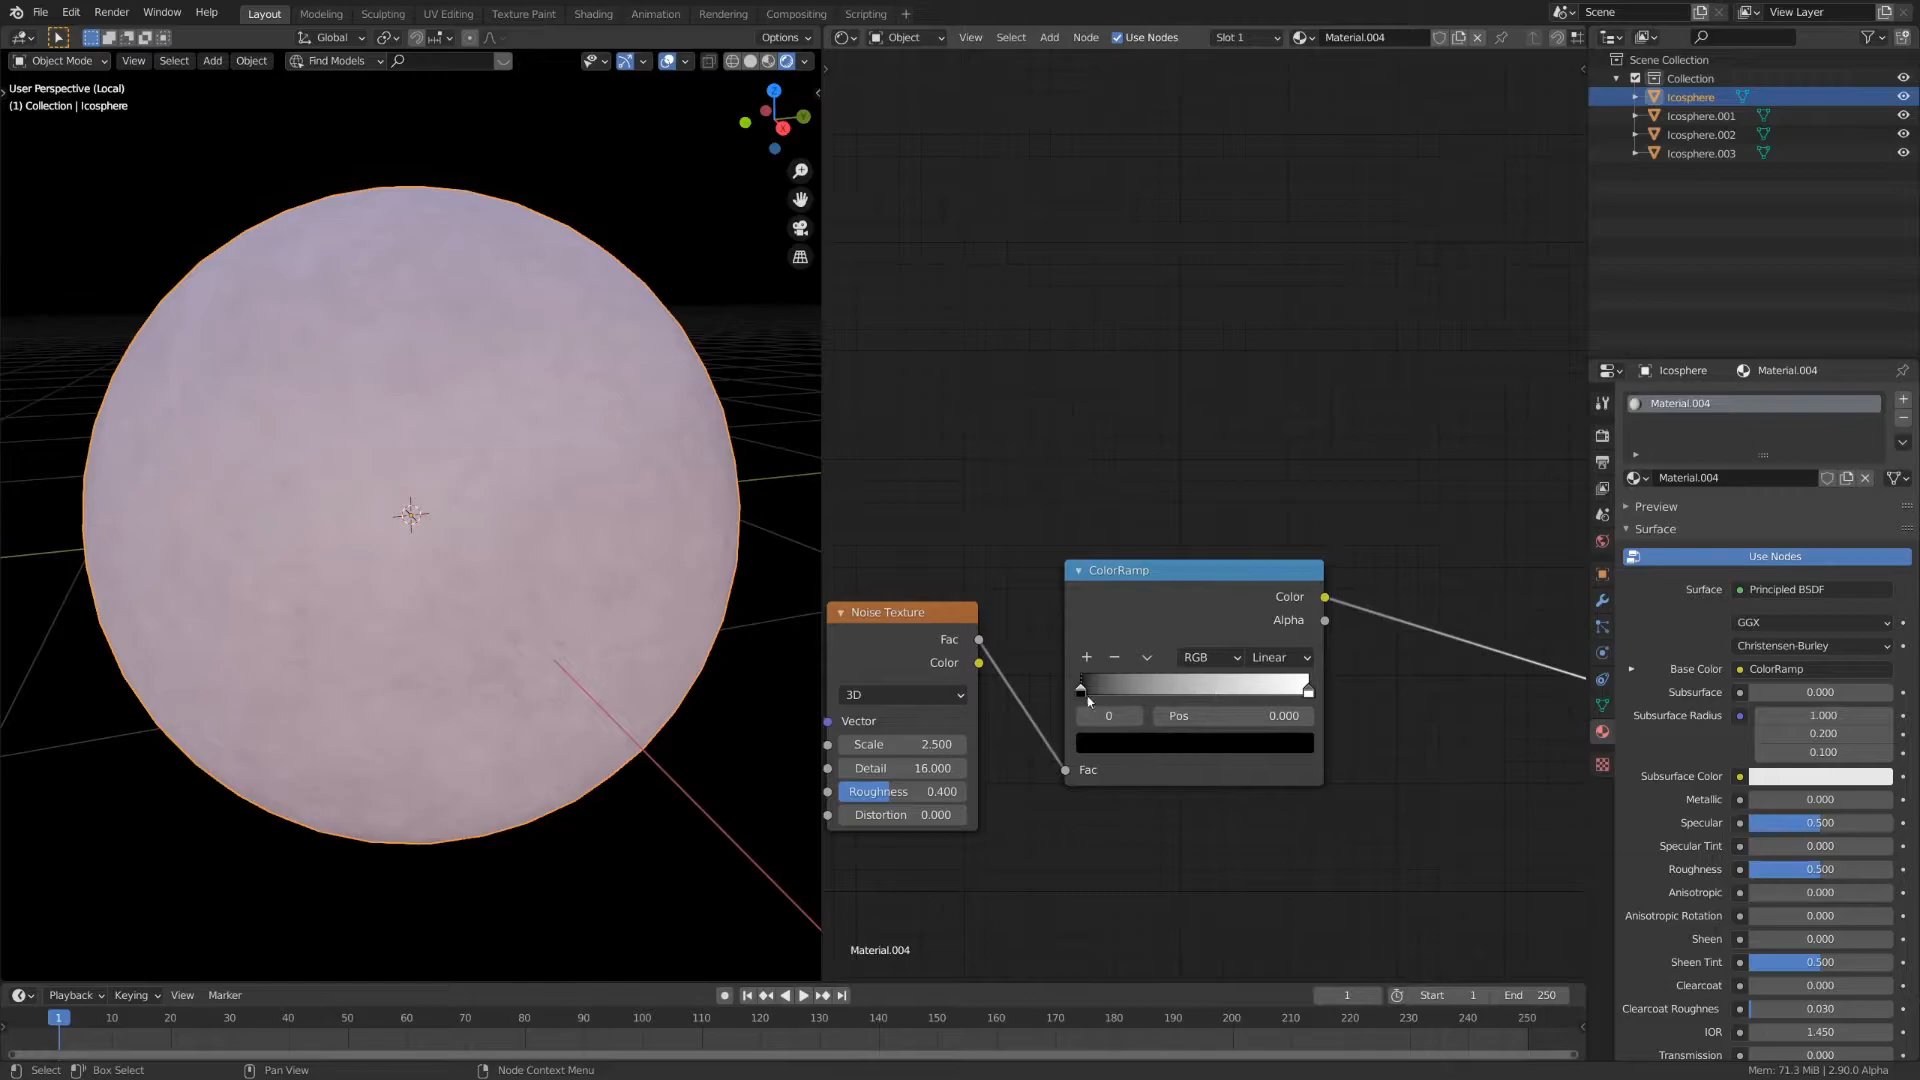 File Edit Render Window Help Layout Modeling Sculpting UV Editing Texture Paint Shading Animation Rendering Compositing Scripting + Scene View Layer
Global Options Object View Select Add Node Use Nodes Slot 1 Material.004
Object Mode View Select Add Object Find Models
User Perspective (Local)
(1) Collection | Icosphere
Z
Y
X
Scene Collection
Collection
Icosphere
Icosphere.001
Icosphere.002
Icosphere.003
Noise Texture
Fac
Color
3D
Vector
Scale 2.500
Detail 16.000
Roughness 0.400
Distortion 0.000
ColorRamp
Color
Alpha
RGB Linear
0 Pos 0.000
Fac
Material.004
Icosphere Material.004
Material.004
Material.004
Preview
Surface
Use Nodes
Surface Principled BSDF
GGX
Christensen-Burley
Base Color ColorRamp
Subsurface 0.000
Subsurface Radius 1.000
0.200
0.100
Subsurface Color
Metallic 0.000
Specular 0.500
Specular Tint 0.000
Roughness 0.500
Anisotropic 0.000
Anisotropic Rotation 0.000
Sheen 0.000
Sheen Tint 0.500
Clearcoat 0.000
Clearcoat Roughnes 0.030
IOR 1.450
Transmission 0.000
Playback Keying View Marker 1 Start 1 End 250
1 10 20 30 40 50 60 70 80 90 100 110 120 130 140 150 160 170 180 190 200 210 220 230 240 250
Select Box Select Pan View Node Context Menu Mem: 71.3 MiB | 2.90.0 Alpha